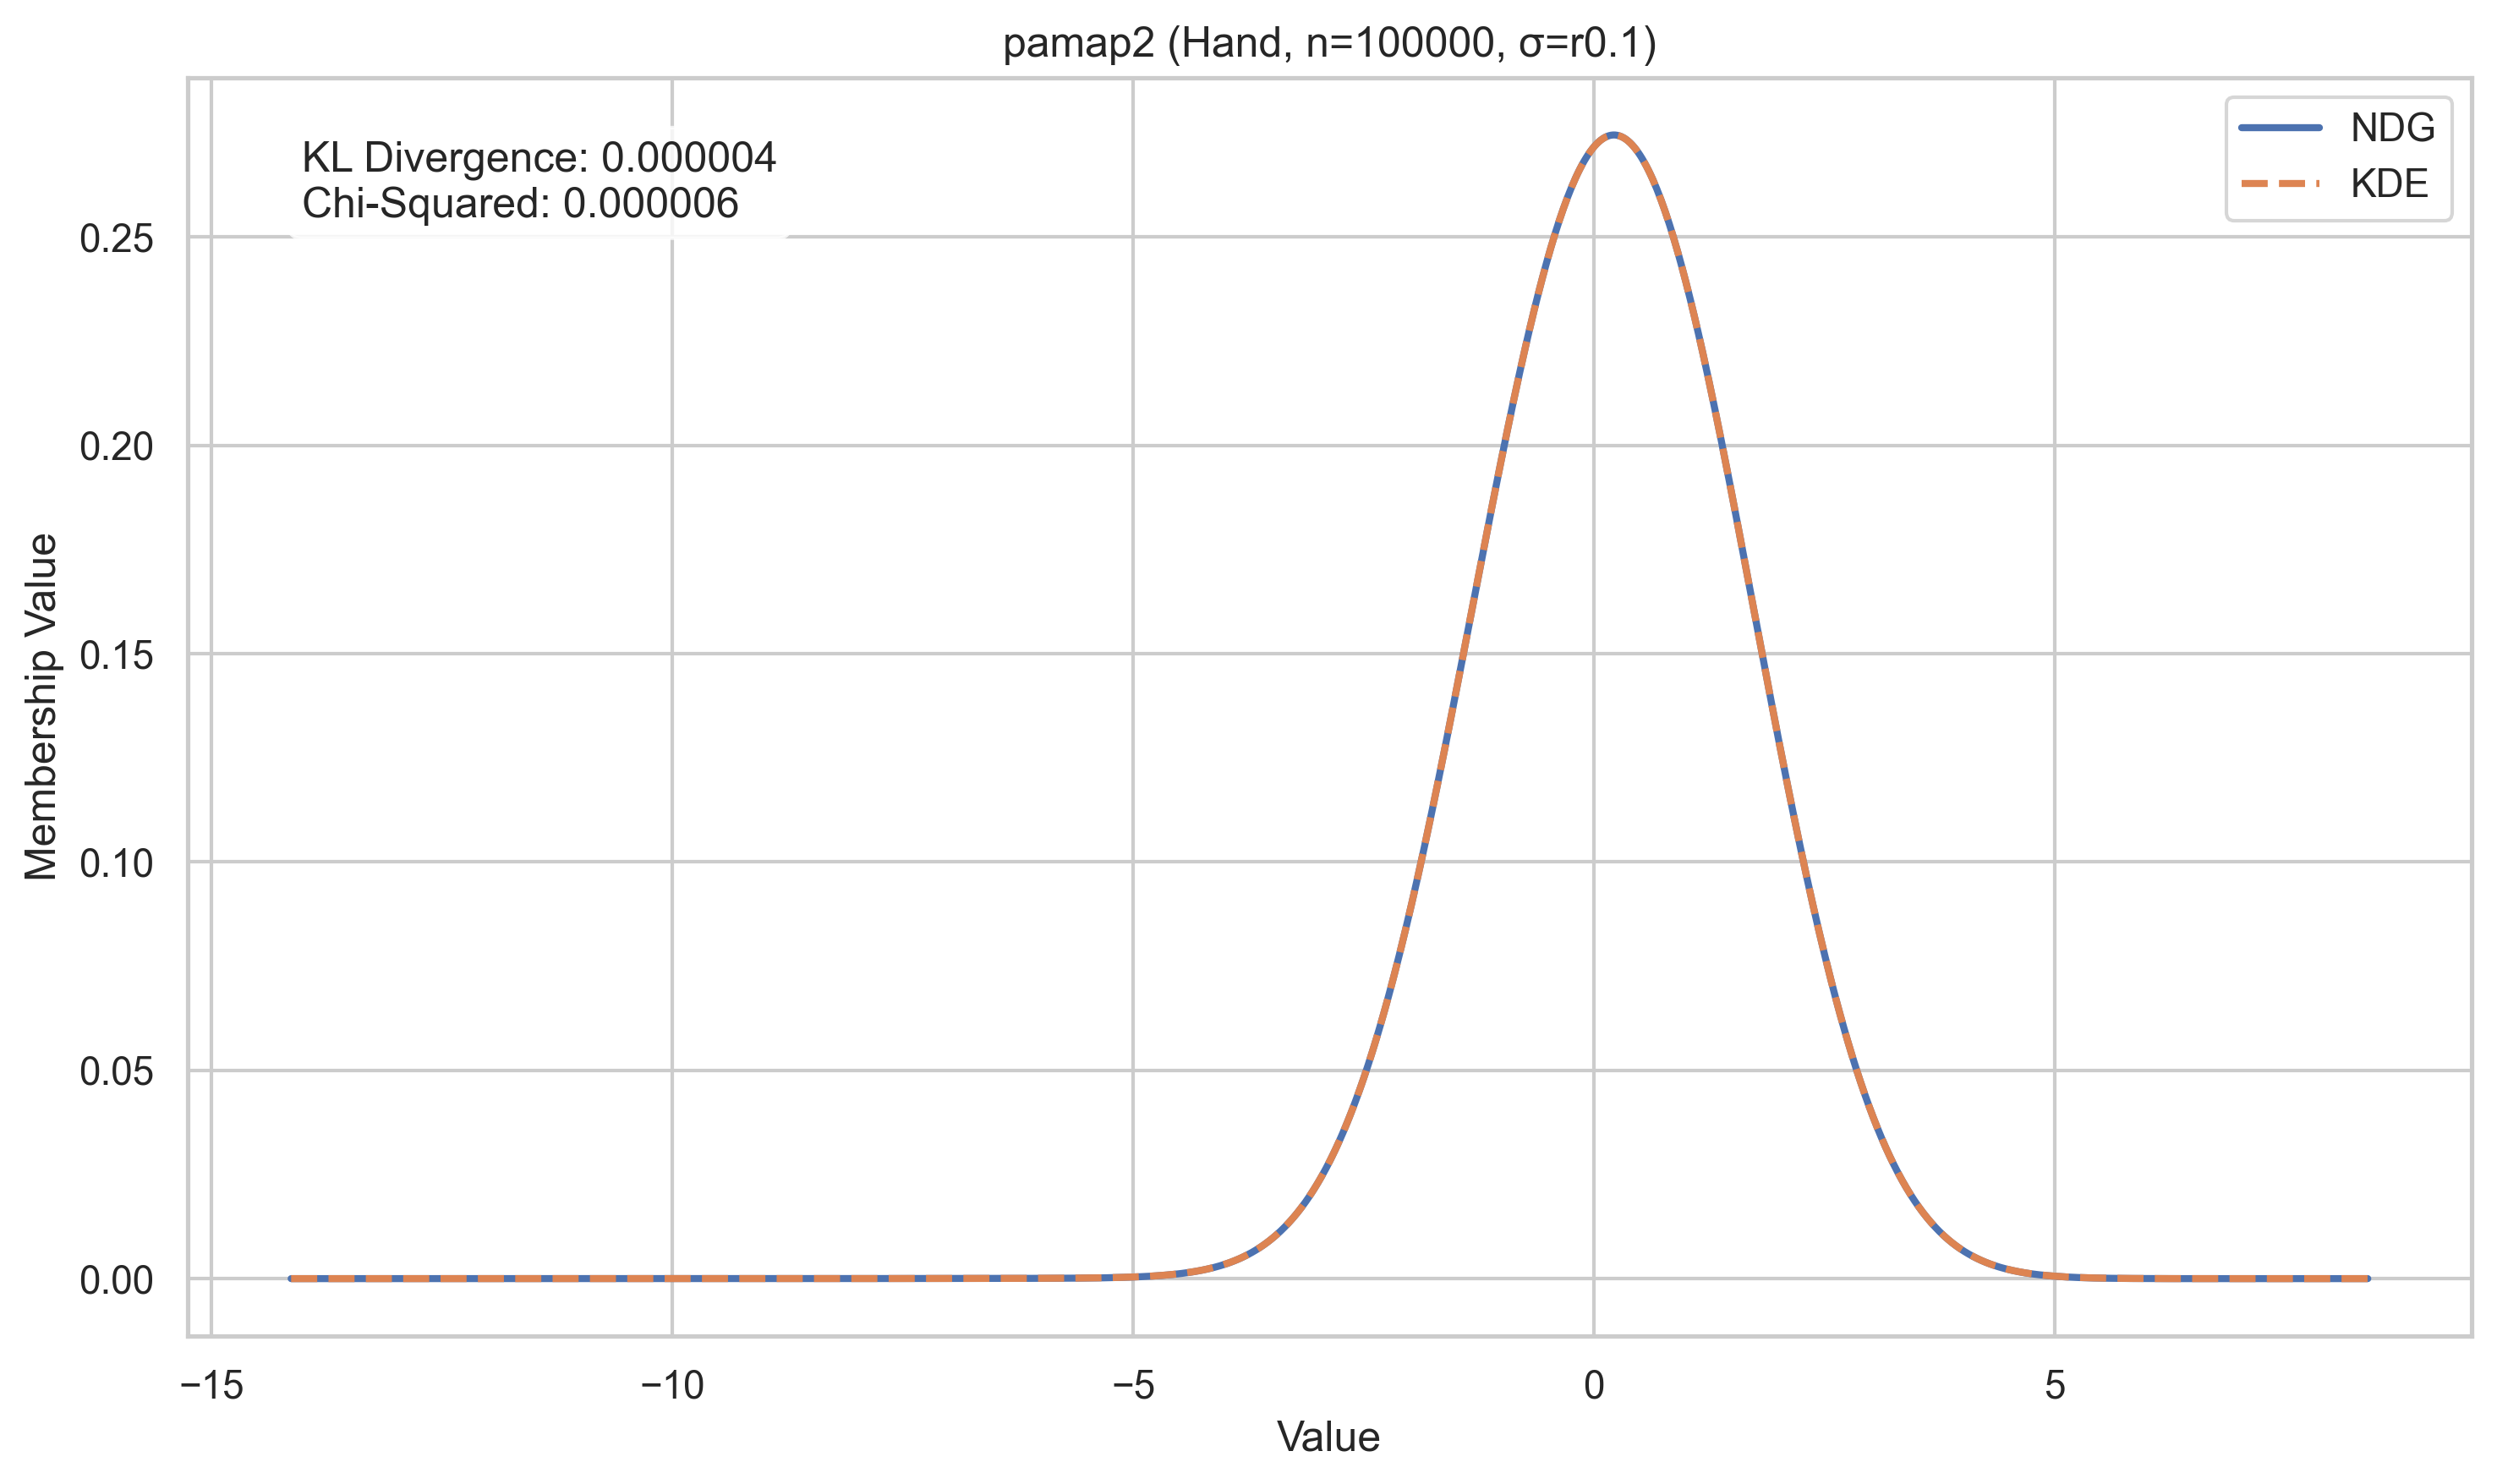 pamap2 (Hand, n=100000, σ=r0.1)
KL Divergence: 0.000004
Chi-Squared: 0.000006
NDG
KDE
Membership Value
0.25
0.20
0.15
0.10
0.05
0.00
−15
−10
−5
0
5
Value